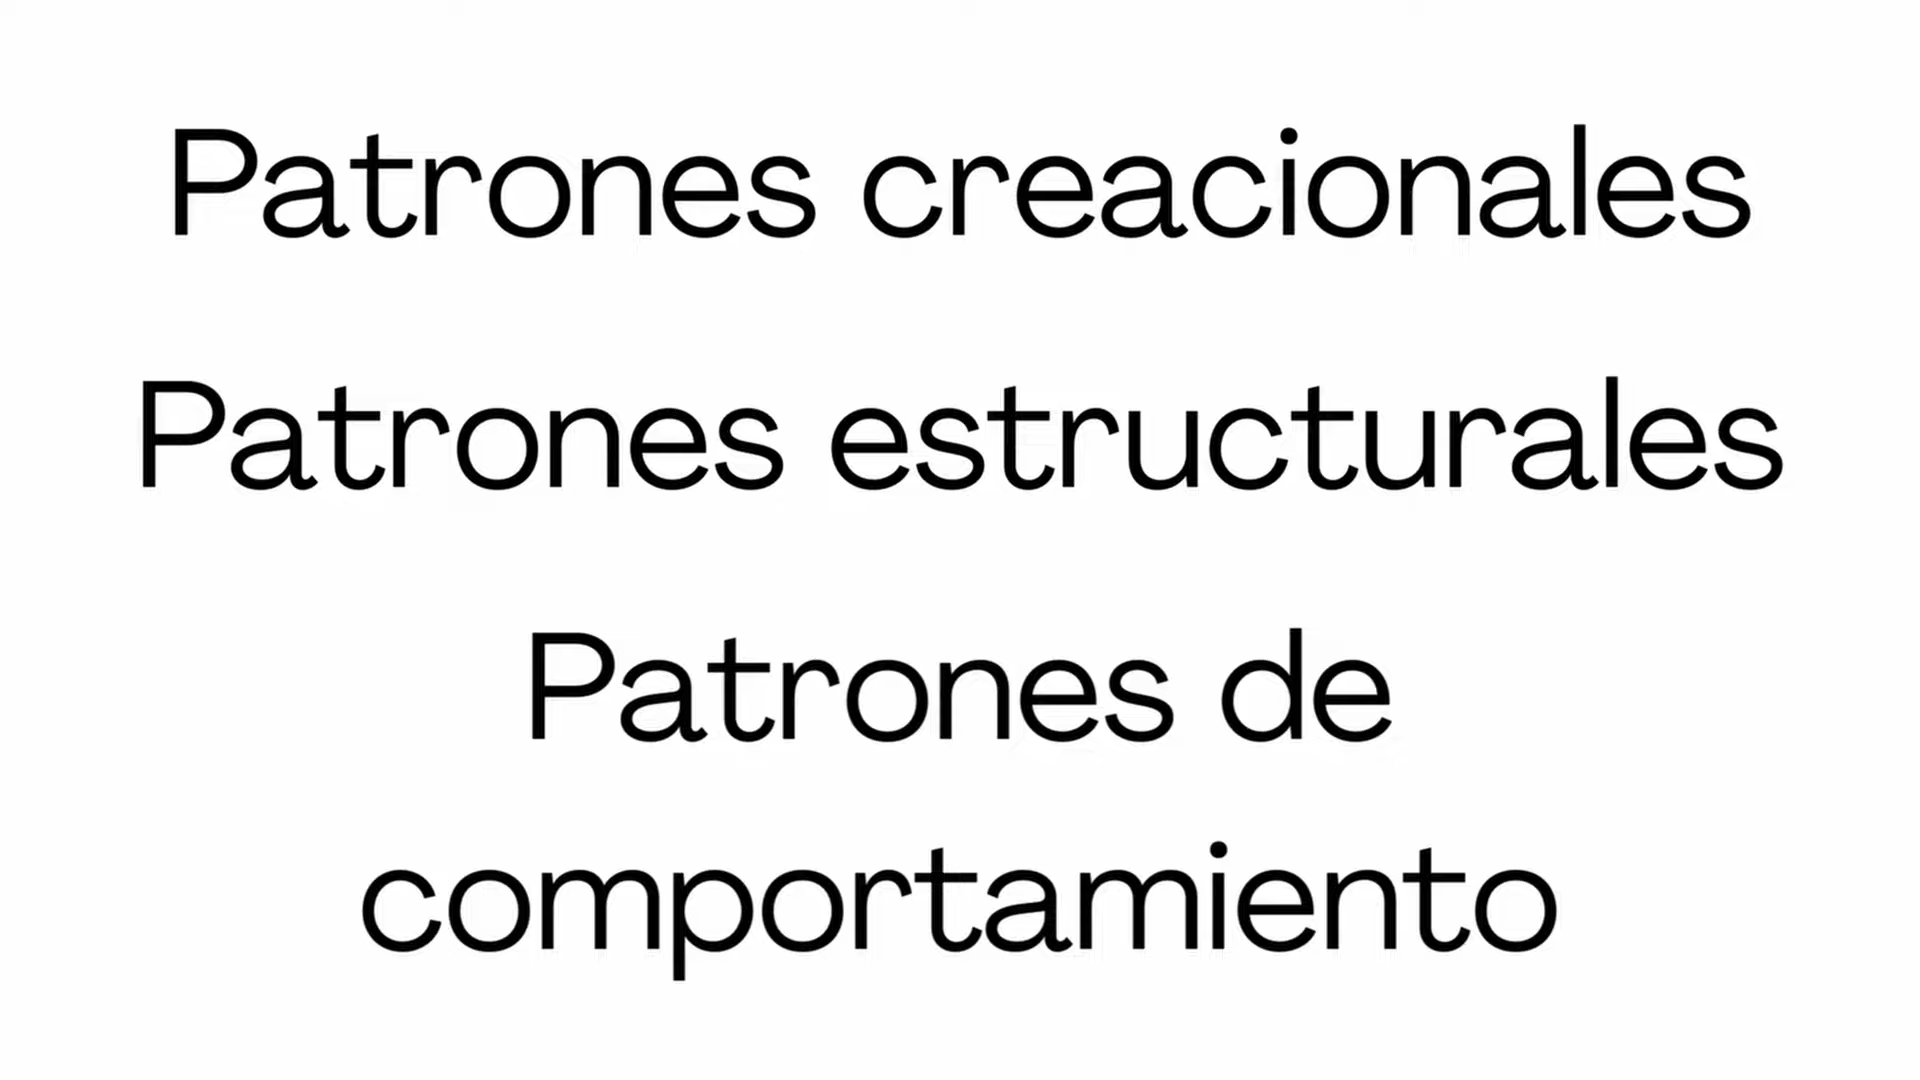 Patrones creacionales
Patrones estructurales
Patrones de
comportamiento